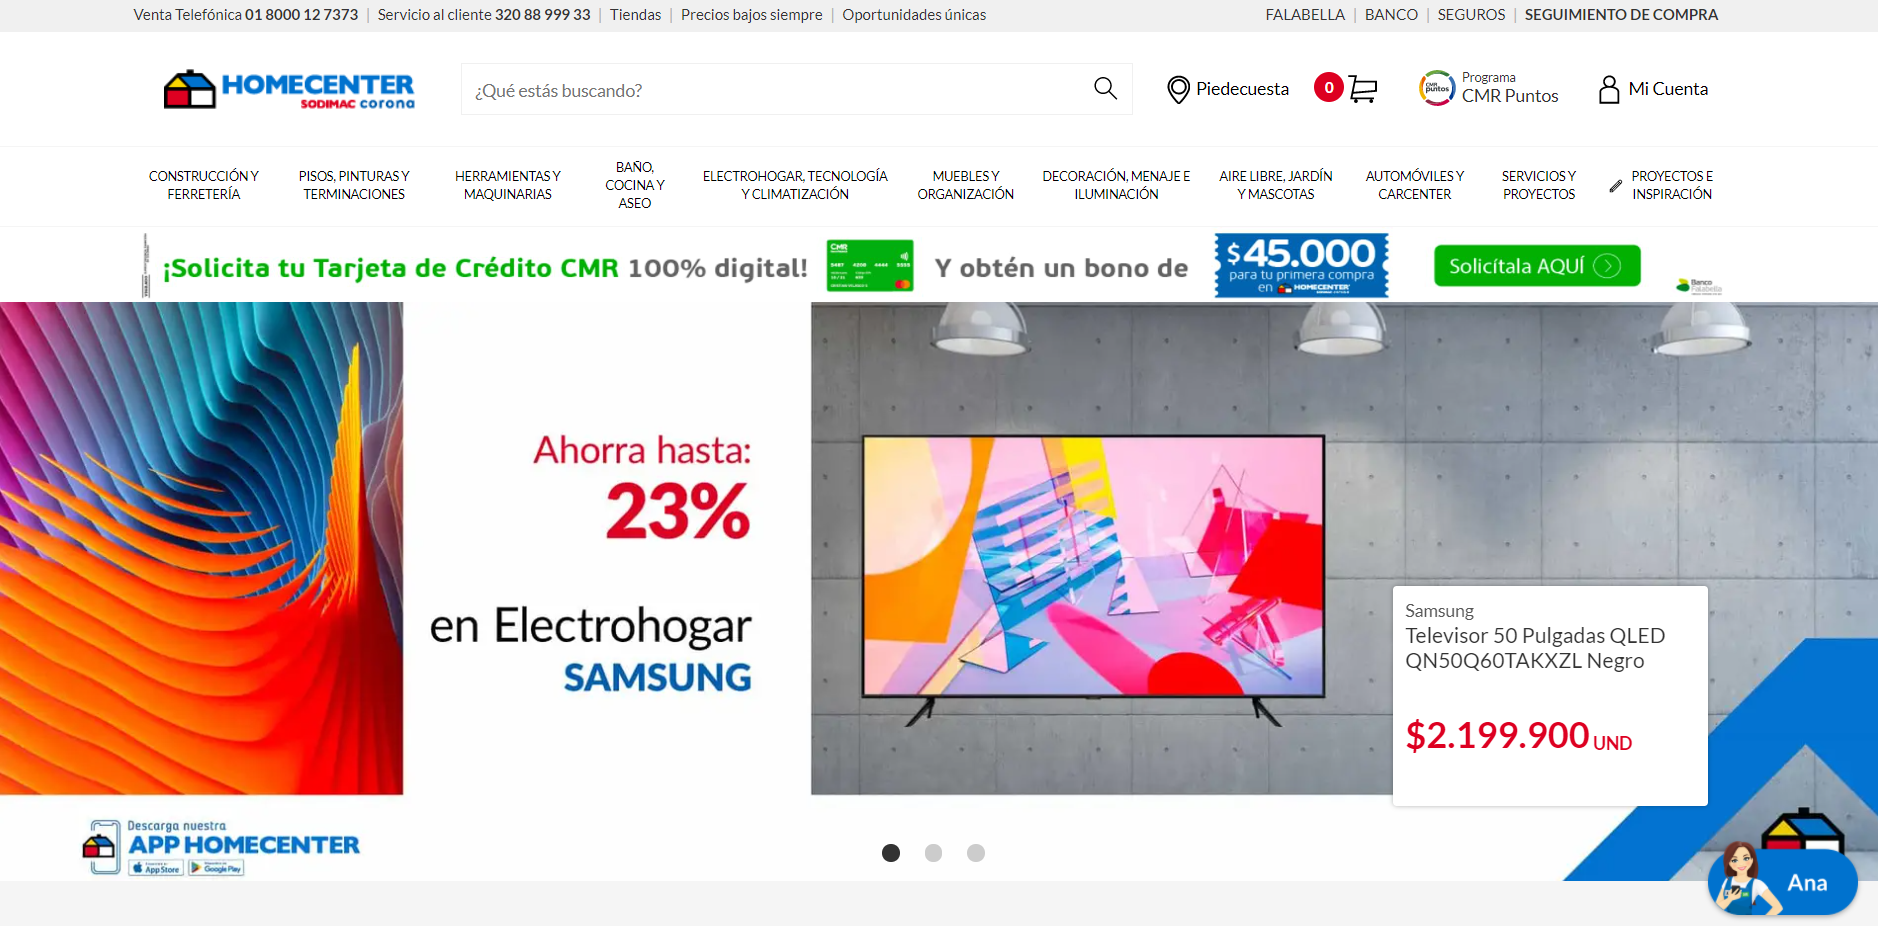 Venta Telefónica 01 8000 12 7373 | Servicio al cliente 320 88 999 33 | Tiendas | Precios bajos siempre | Oportunidades únicas
FALABELLA | BANCO | SEGUROS | SEGUIMIENTO DE COMPRA
HOMECENTER
SODIMAC corona
¿Qué estás buscando?
Piedecuesta
0
CMR puntos
Programa
CMR Puntos
Mi Cuenta
CONSTRUCCIÓN Y
FERRETERÍA
PISOS, PINTURAS Y
TERMINACIONES
HERRAMIENTAS Y
MAQUINARIAS
BAÑO,
COCINA Y
ASEO
ELECTROHOGAR, TECNOLOGÍA
Y CLIMATIZACIÓN
MUEBLES Y
ORGANIZACIÓN
DECORACIÓN, MENAJE E
ILUMINACIÓN
AIRE LIBRE, JARDÍN
Y MASCOTAS
AUTOMÓVILES Y
CARCENTER
SERVICIOS Y
PROYECTOS
PROYECTOS E
INSPIRACIÓN
¡Solicita tu Tarjeta de Crédito CMR 100% digital!
CMR
Y obtén un bono de
$45.000
para tu primera compra
en HOMECENTER
Solicítala AQUÍ
Banco
Falabella
Ahorra hasta:
23%
en Electrohogar
SAMSUNG
Samsung
Televisor 50 Pulgadas QLED
QN50Q60TAKXZL Negro
$2.199.900 UND
Descarga nuestra
APP HOMECENTER
App Store
Google Play
Ana